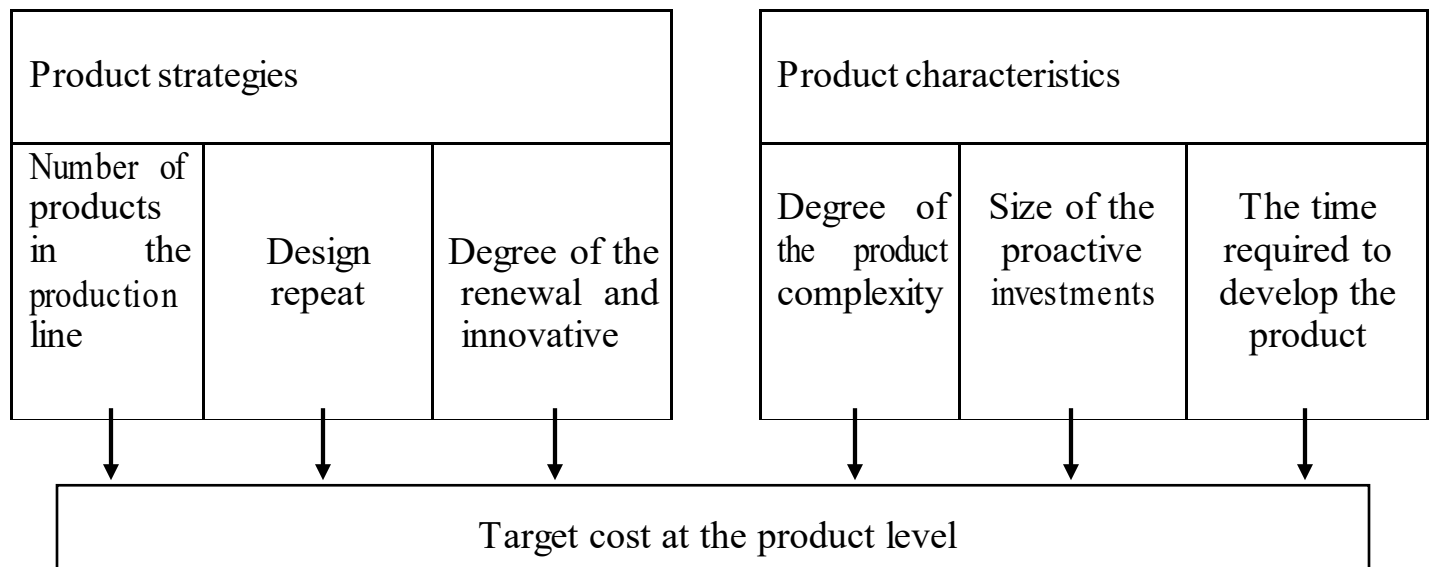 Product strategies
Number of
products
in the
production
line
Design
repeat
Degree of the
renewal and
innovative
Product characteristics
Degree of
the product
complexity
Size of the
proactive
investments
The time
required to
develop the
product
Target cost at the product level